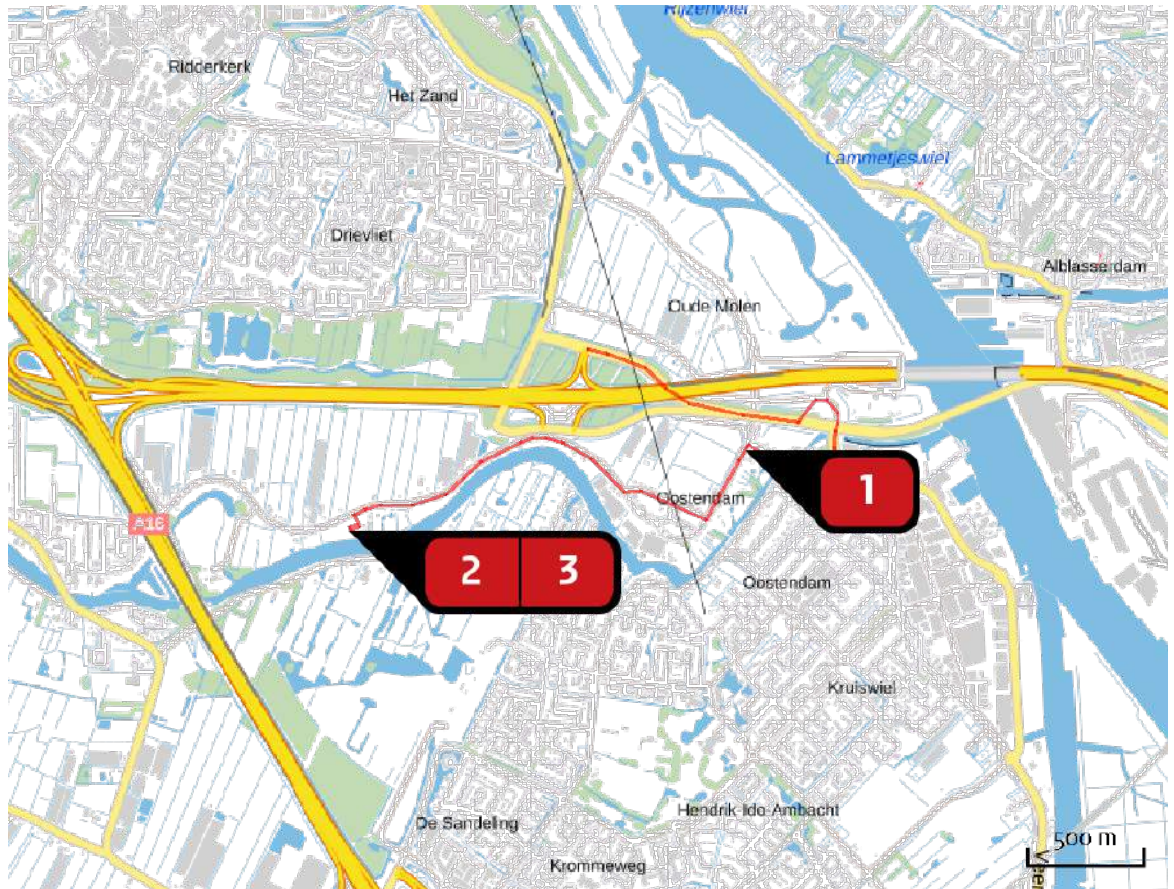 Rijzenwiel
Ridderkerk
Het Zand
Lammetjeswiel
Drievliet
Alblasserdam
Oude Molen
1
Oostendam
A16
2 3
Oostendam
Kruiswiel
Hendrik-Ido-Ambacht
De Sandeling
500 m
Krommeweg